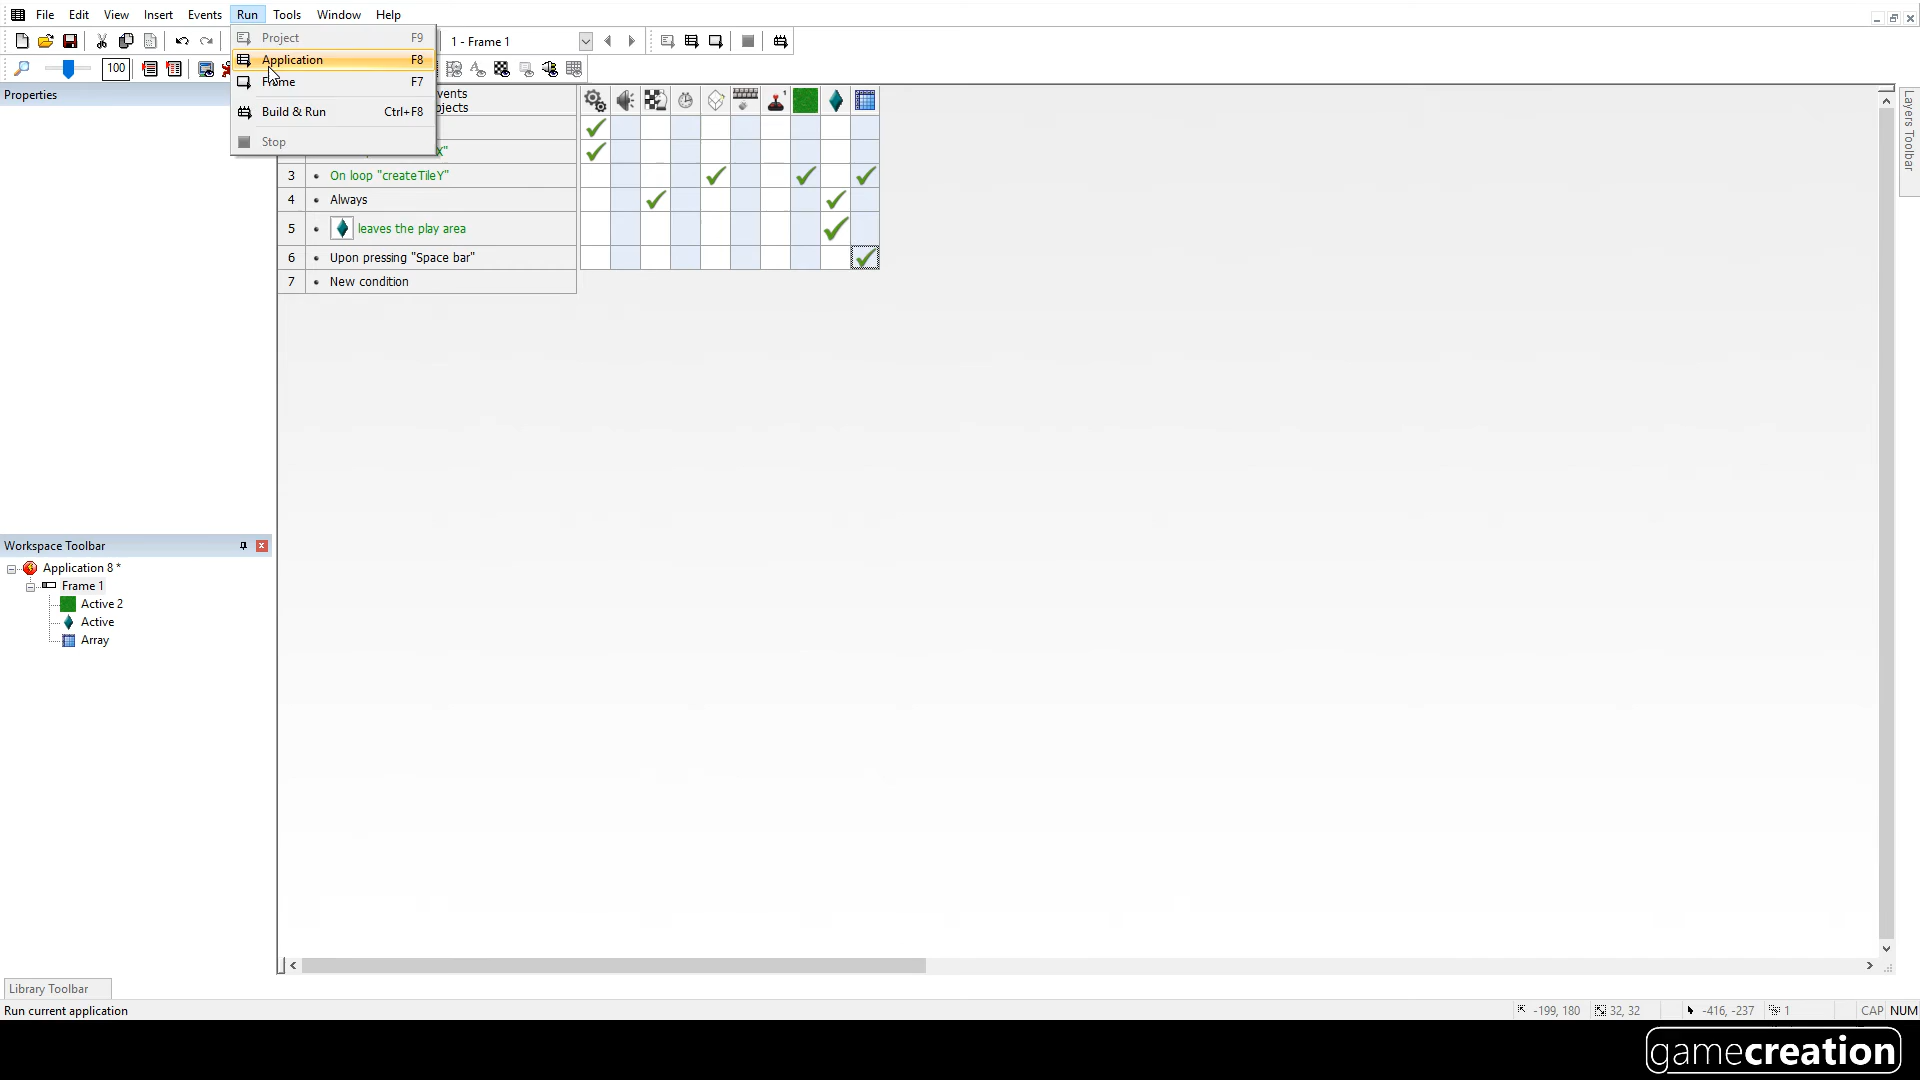 File Edit View Insert Events Run Tools Window Help
Project F9
1 - Frame 1
Application F8
100
Frame F7
Properties
vents
bjects
Build & Run Ctrl+F8
Stop
x"
3 • On loop "createTileY"
4 • Always
5 • leaves the play area
6 • Upon pressing "Space bar"
7 • New condition
Layers Toolbar
Workspace Toolbar
Application 8 *
Frame 1
Active 2
Active
Array
Library Toolbar
Run current application
-199, 180 32, 32 -416, -237 1 CAP NUM
gamecreation